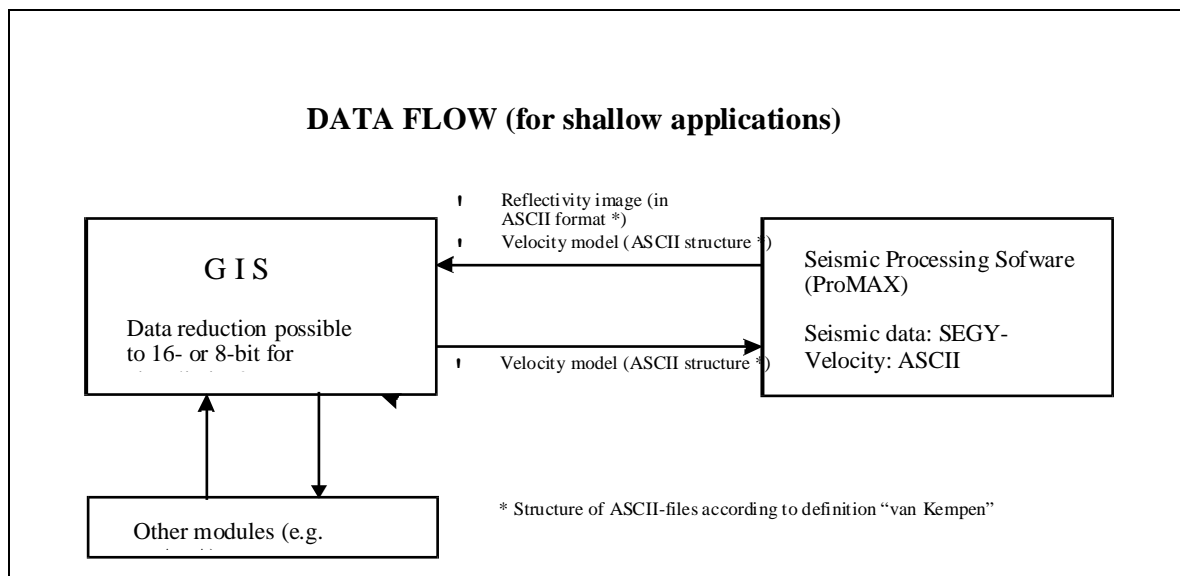 DATA FLOW (for shallow applications)
Reflectivity image (in
ASCII format *)
Velocity model (ASCII structure *)
G I S
Data reduction possible
to 16- or 8-bit for
Seismic Processing Sofware
(ProMAX)
Seismic data: SEGY-
Velocity: ASCII
Velocity model (ASCII structure *)
Other modules (e.g.
* Structure of ASCII-files according to definition “van Kempen”